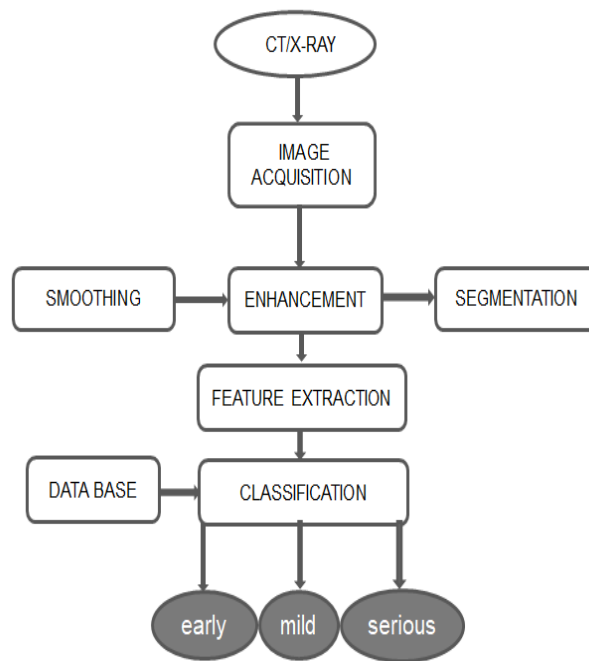 CT/X-RAY
IMAGE
ACQUISITION
SMOOTHING
ENHANCEMENT
SEGMENTATION
FEATURE EXTRACTION
DATA BASE
CLASSIFICATION
early
mild
serious